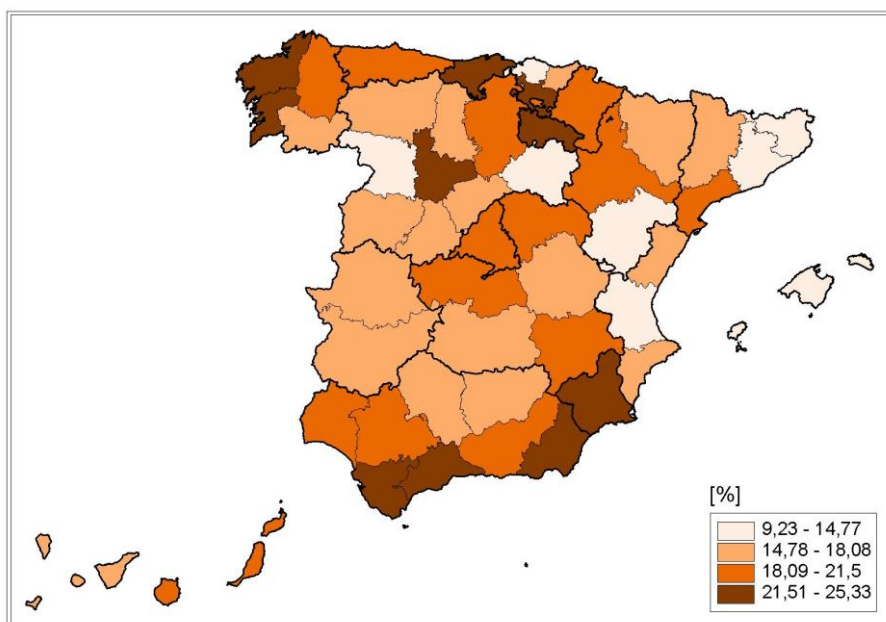 [%]
9,23 - 14,77
14,78 - 18,08
18,09 - 21,5
21,51 - 25,33